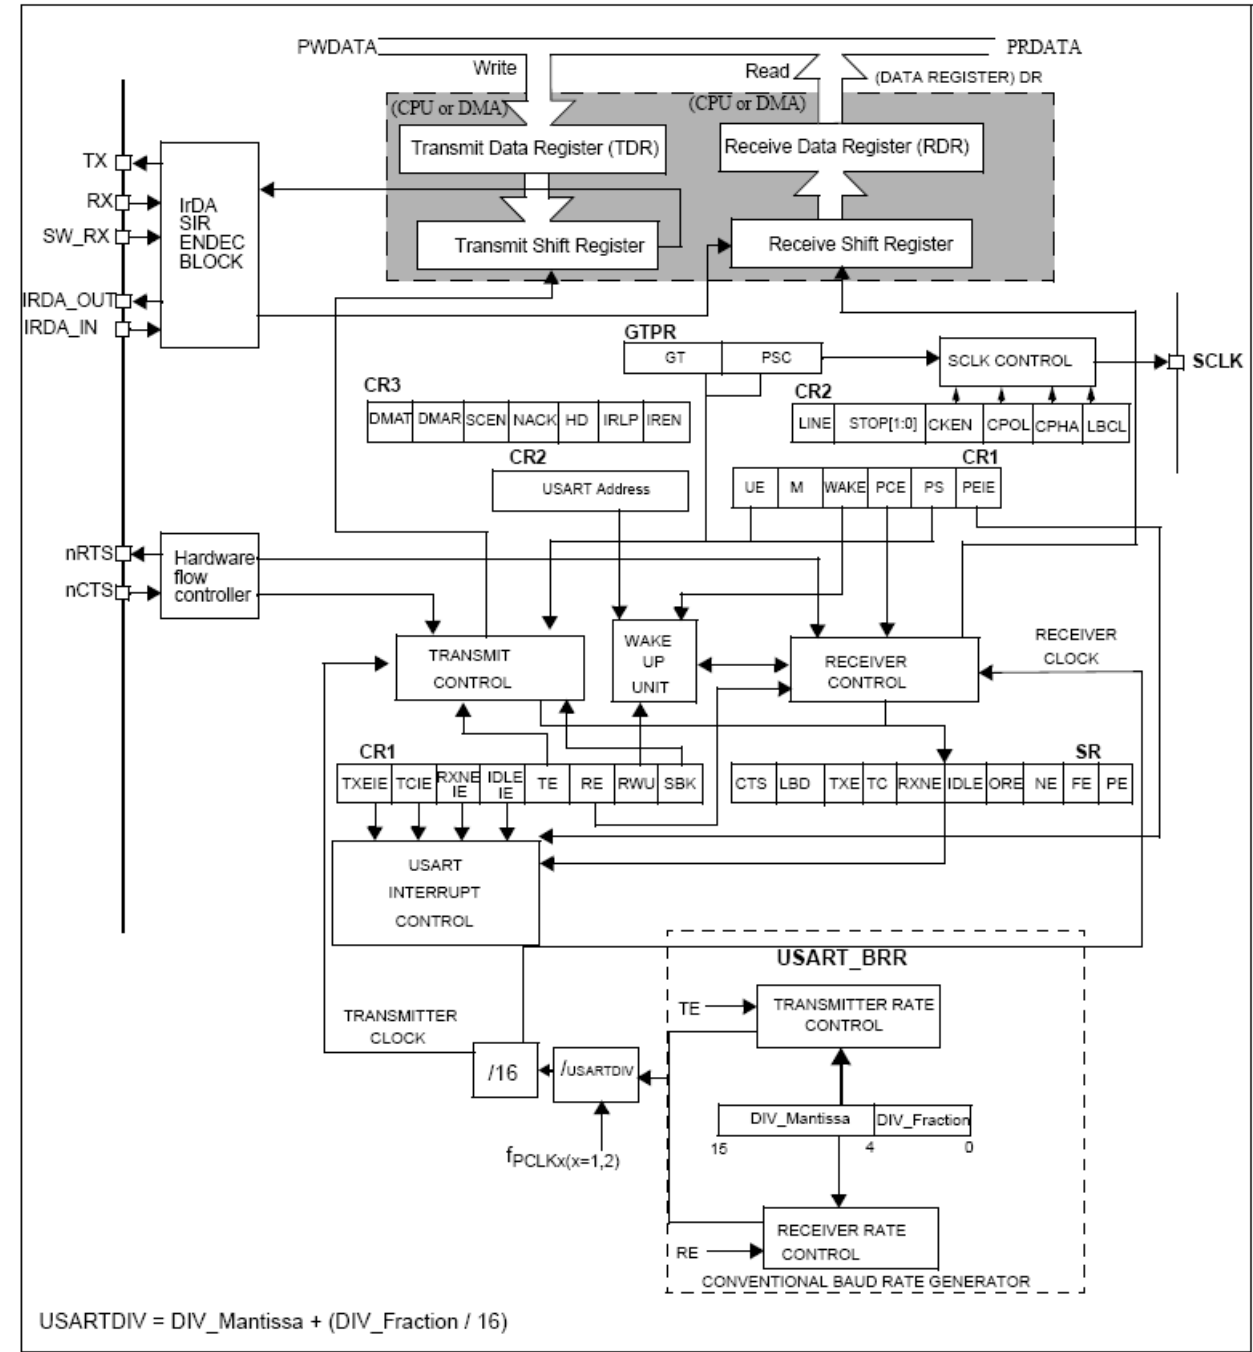 PWDATA
PRDATA
Write
Read
(DATA REGISTER) DR
(CPU or DMA)
(CPU or DMA)
Transmit Data Register (TDR)
Receive Data Register (RDR)
TX
RX
SW_RX
IRDA_OUT
IRDA_IN
IrDA
SIR
ENDEC
BLOCK
Transmit Shift Register
Receive Shift Register
GTPR
GT
PSC
SCLK CONTROL
SCLK
CR3
DMAT DMAR SCEN NACK HD IRLP IREN
CR2
LINE STOP[1:0] CKEN CPOL CPHA LBCL
CR2
USART Address
CR1
UE M WAKE PCE PS PEIE
nRTS
nCTS
Hardware
flow
controller
TRANSMIT
CONTROL
WAKE
UP
UNIT
RECEIVER
CONTROL
RECEIVER
CLOCK
CR1
TXEIE TCIE RXNE IE IDLE IE TE RE RWU SBK
SR
CTS LBD TXE TC RXNE IDLE ORE NE FE PE
USART
INTERRUPT
CONTROL
USART_BRR
TE
TRANSMITTER RATE
CONTROL
TRANSMITTER
CLOCK
/16
/USARTDIV
fPCLKx(x=1,2)
DIV_Mantissa DIV_Fraction
15 4 0
RE
RECEIVER RATE
CONTROL
CONVENTIONAL BAUD RATE GENERATOR
USARTDIV = DIV_Mantissa + (DIV_Fraction / 16)